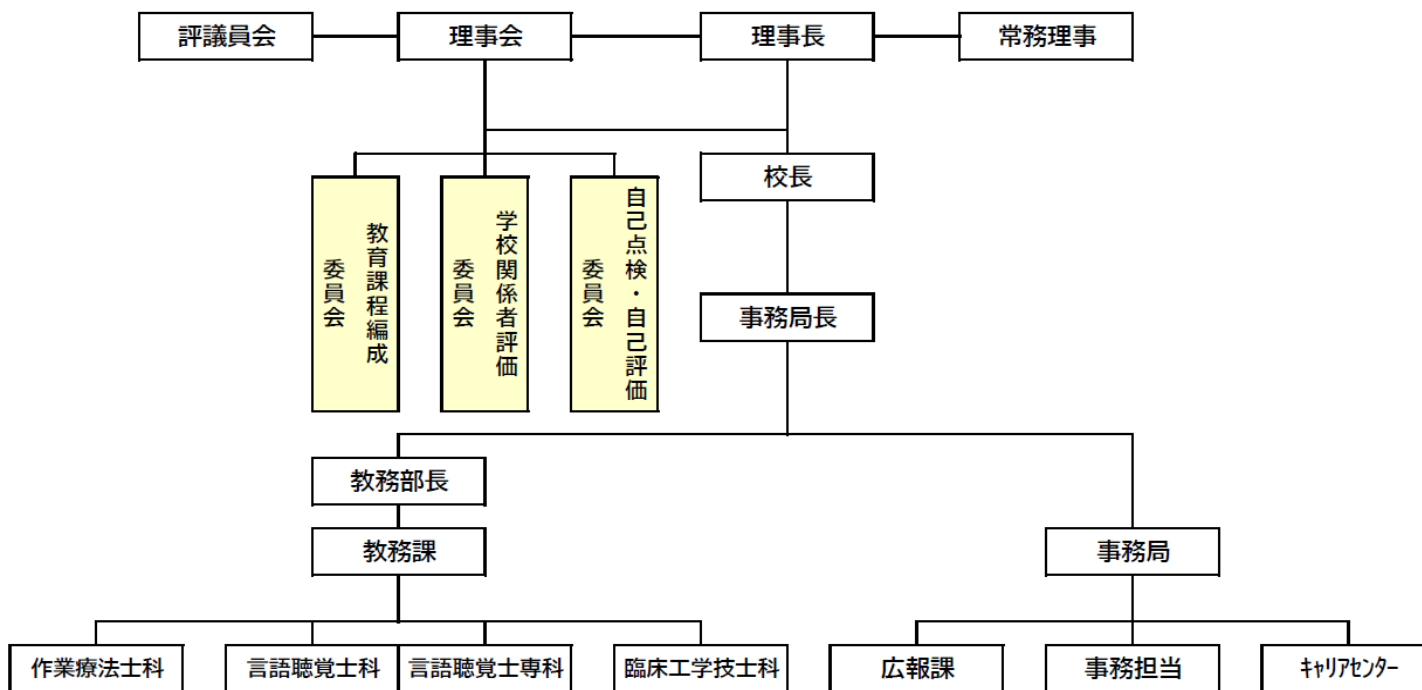 評議員会
理事会
理事長
常務理事
校長
教育課程編成
委員会
学校関係者評価
委員会
自己点検・自己評価
委員会
事務局長
教務部長
教務課
事務局
作業療法士科
言語聴覚士科
言語聴覚士専科
臨床工学技士科
広報課
事務担当
ｷｬﾘｱｾﾝﾀｰ